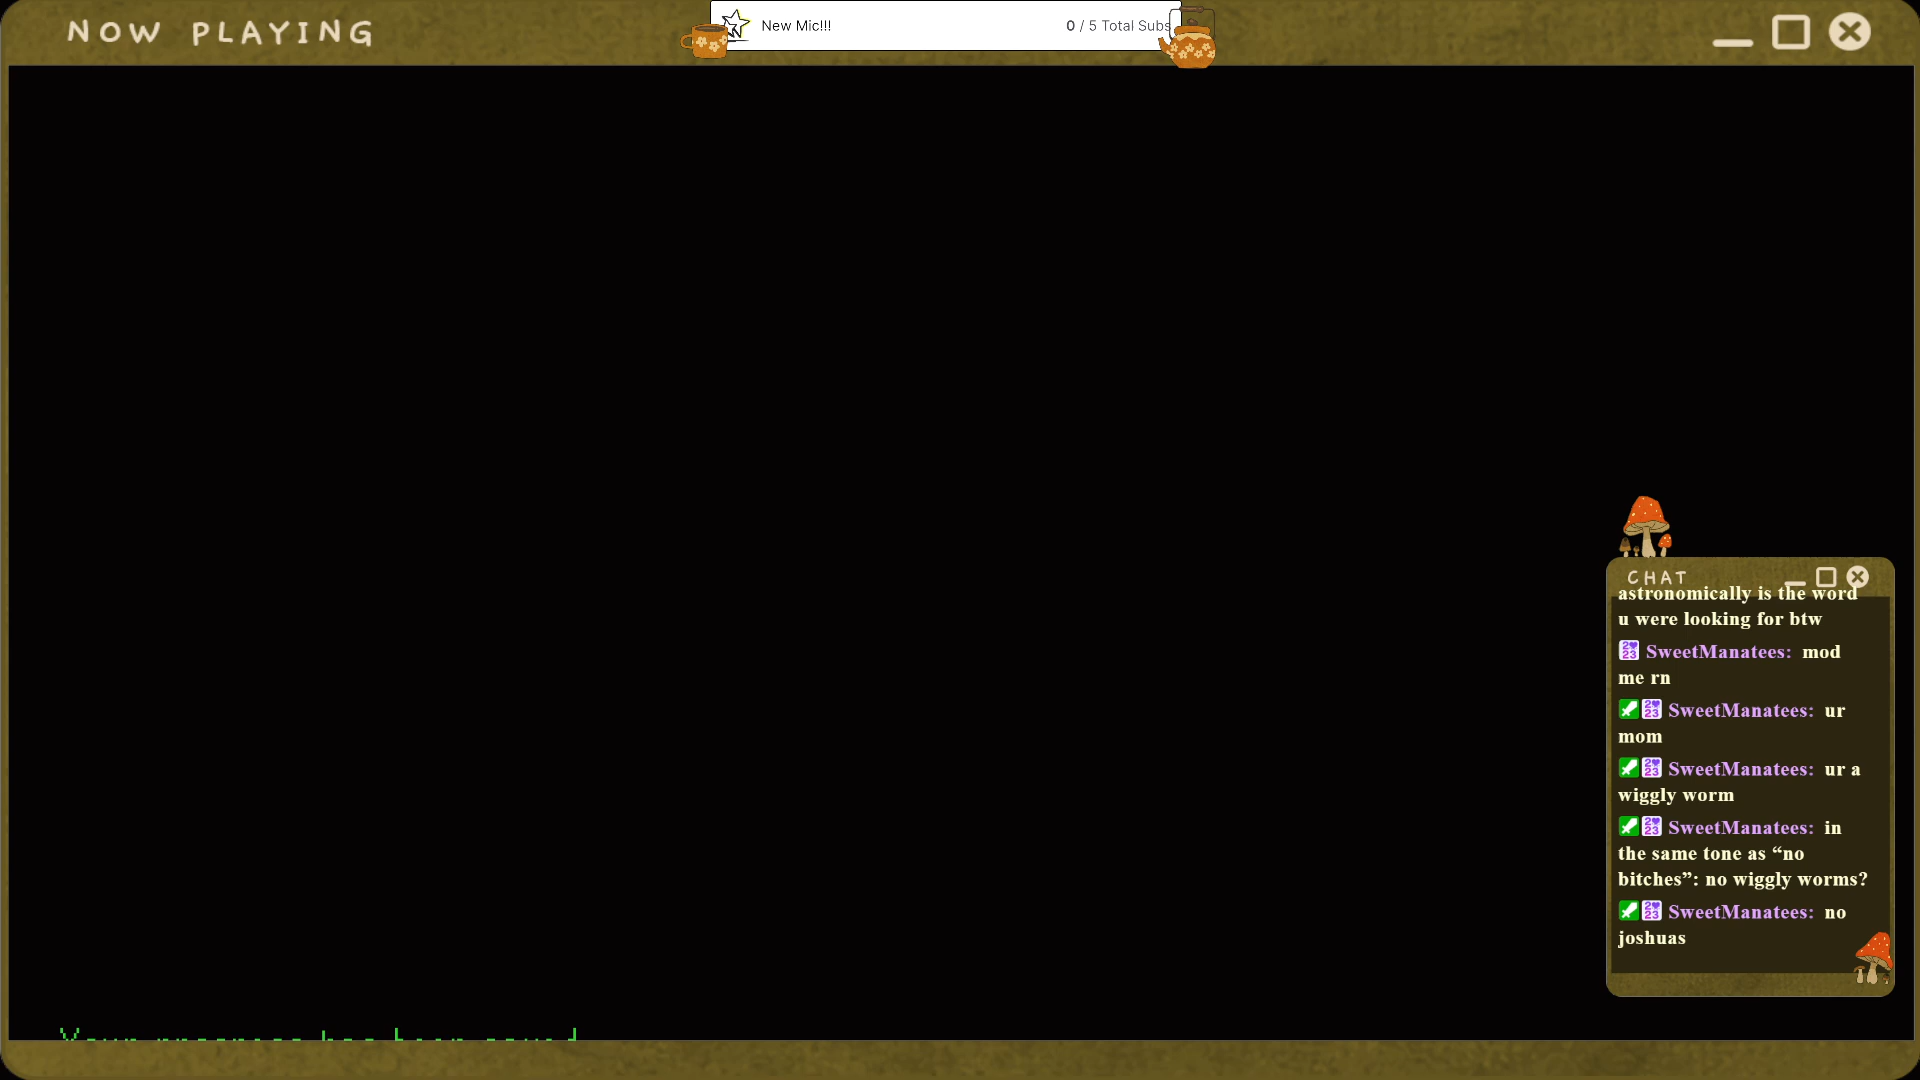 NOW PLAYING
New Mic!!!
0 / 5 Total Subs
CHAT
astronomically is the word
u were looking for btw
SweetManatees: mod
me rn
SweetManatees: ur
mom
SweetManatees: ur a
wiggly worm
SweetManatees: in
the same tone as “no
bitches”: no wiggly worms?
SweetManatees: no
joshuas